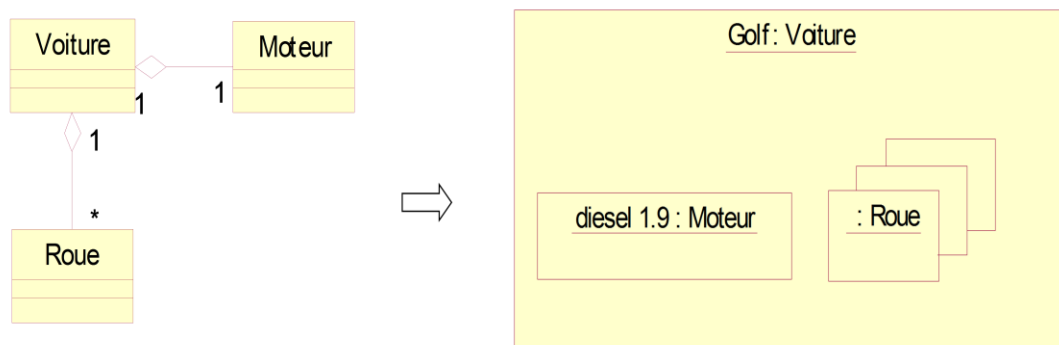 Voiture
Moteur
1
1
1
*
Roue
Golf : Voiture
diesel 1.9 : Moteur
: Roue